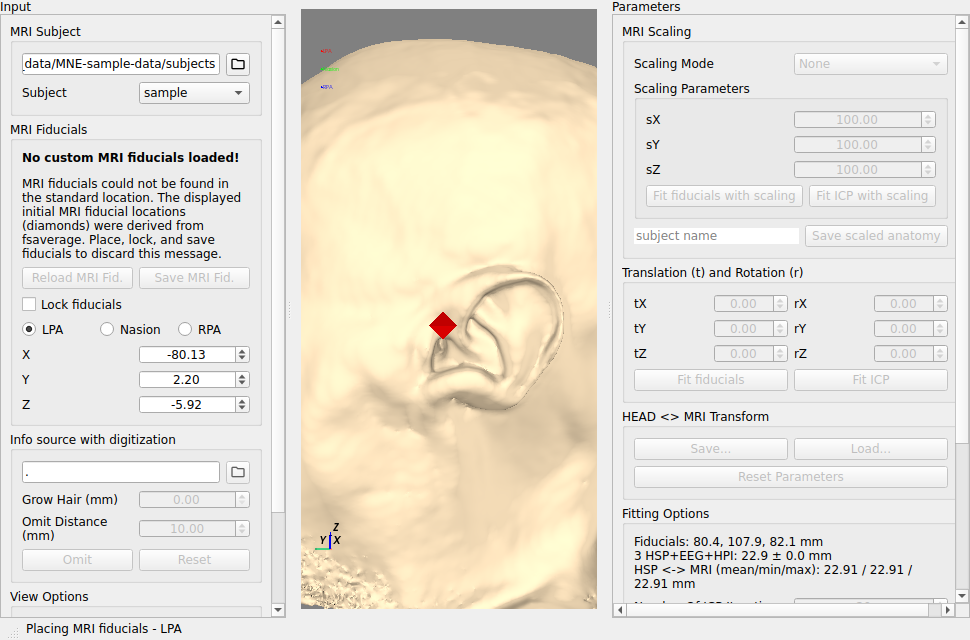 Input
MRI Subject
data/MNE-sample-data/subjects
Subject
sample
MRI Fiducials
No custom MRI fiducials loaded!
MRI fiducials could not be found in
the standard location. The displayed
initial MRI fiducial locations
(diamonds) were derived from
fsaverage. Place, lock, and save
fiducials to discard this message.
Reload MRI Fid.
Save MRI Fid.
Lock fiducials
LPA
Nasion
RPA
X
-80.13
Y
2.20
Z
-5.92
Info source with digitization
.
Grow Hair (mm)
0.00
Omit Distance
(mm)
10.00
Omit
Reset
View Options
Placing MRI fiducials - LPA
LPA
RPA
Z
Y X
Parameters
MRI Scaling
Scaling Mode
None
Scaling Parameters
sX
100.00
sY
100.00
sZ
100.00
Fit fiducials with scaling
Fit ICP with scaling
subject name
Save scaled anatomy
Translation (t) and Rotation (r)
tX
0.00
rX
0.00
tY
0.00
rY
0.00
tZ
0.00
rZ
0.00
Fit fiducials
Fit ICP
HEAD <> MRI Transform
Save...
Load...
Reset Parameters
Fitting Options
Fiducials: 80.4, 107.9, 82.1 mm
3 HSP+EEG+HPI: 22.9 ± 0.0 mm
HSP <-> MRI (mean/min/max): 22.91 / 22.91 /
22.91 mm